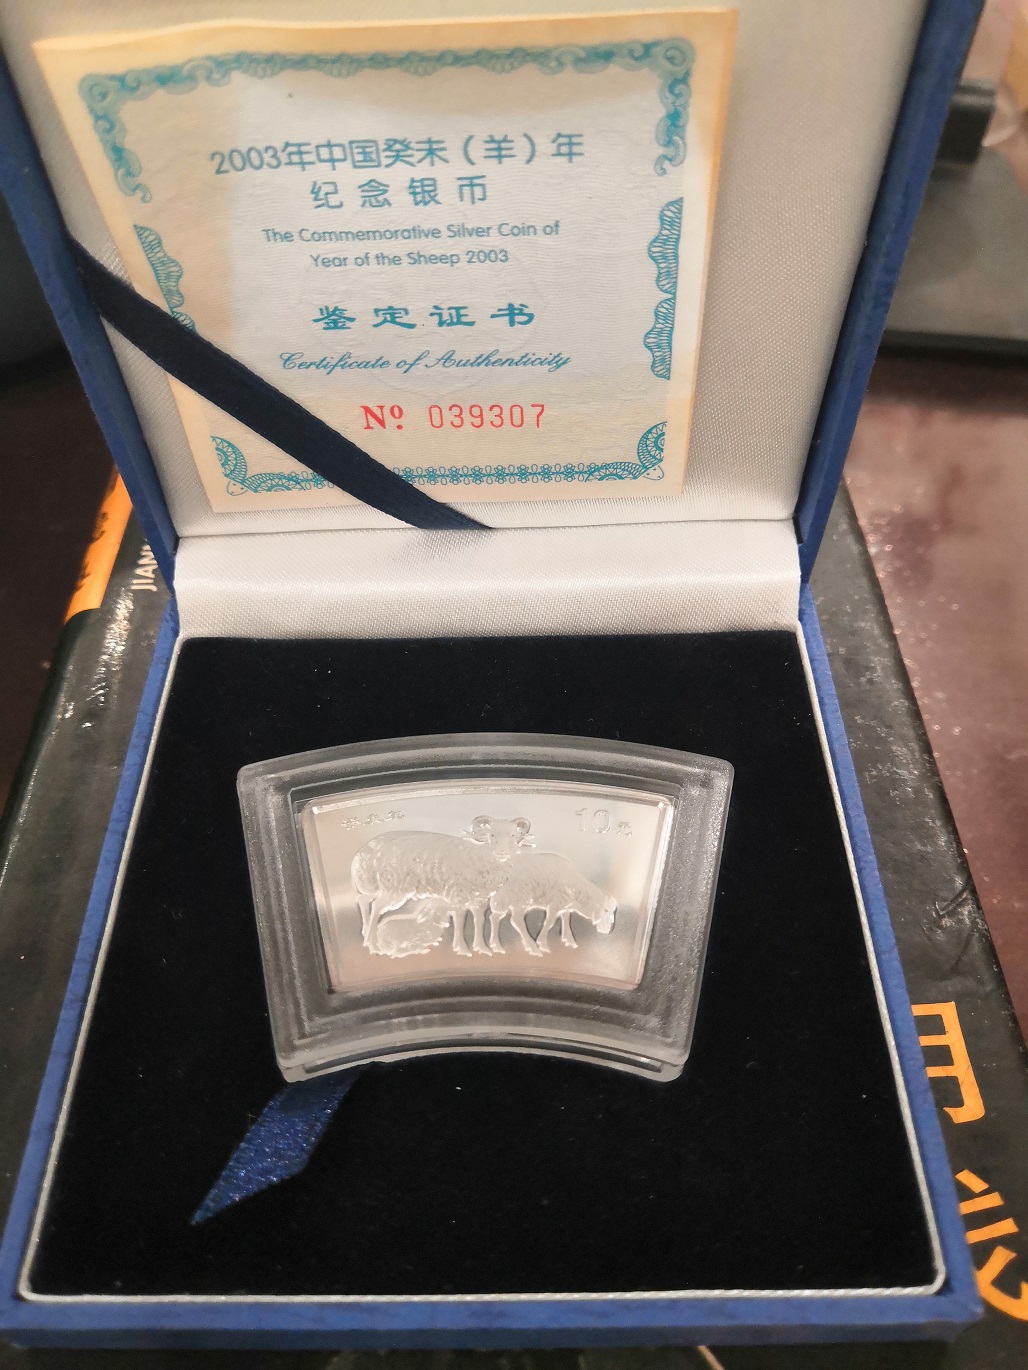 2003年中国癸未（羊）年
纪念银币
The Commemorative Silver Coin of
Year of the Sheep 2003
鉴定证书
Certificate of Authenticity
Nº 039307
JIAN
癸未年
10元